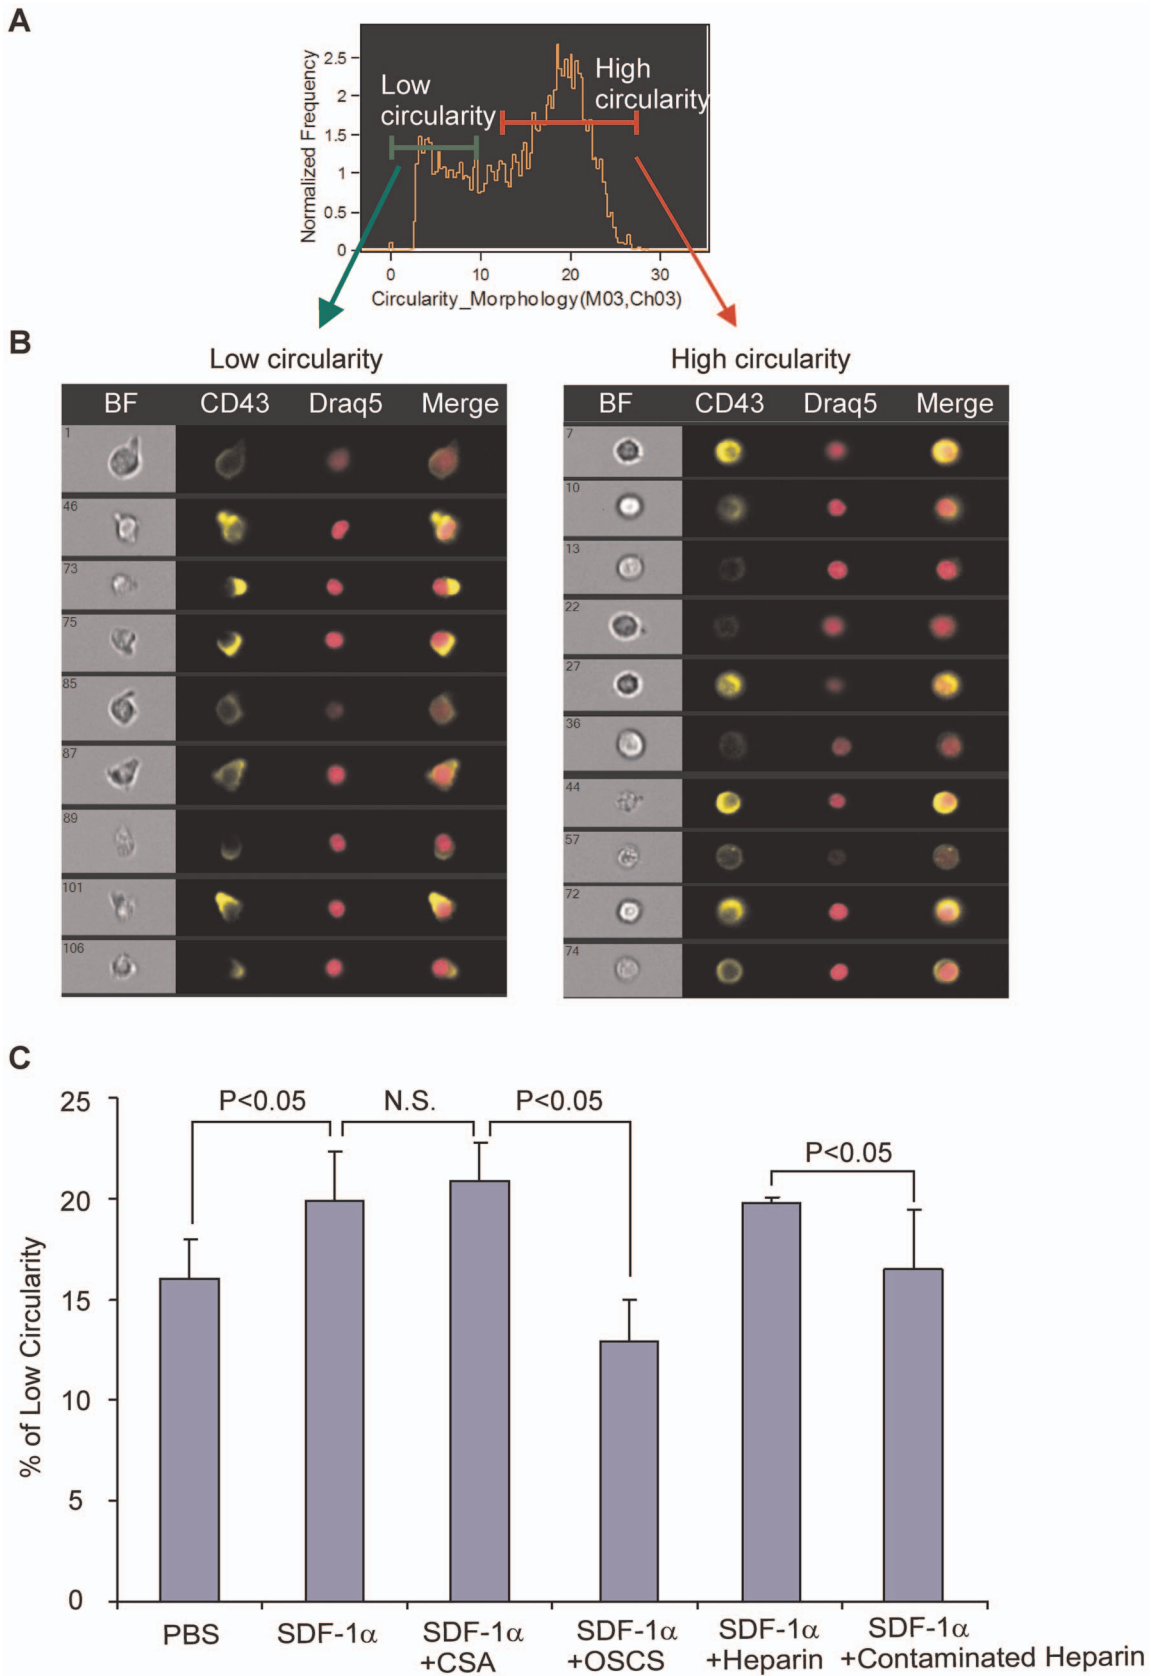 A
Normalized Frequency
2.5
2
1.5
1
0.5
0
Low
circularity
High
circularity
0 10 20 30
Circularity_Morphology(M03,Ch03)
B
Low circularity
BF CD43 Draq5 Merge
1
46
73
75
85
87
89
101
106
High circularity
BF CD43 Draq5 Merge
7
10
13
22
27
36
44
57
72
74
C
% of Low Circularity
25
20
15
10
5
0
P<0.05
N.S.
P<0.05
P<0.05
PBS
SDF-1α
SDF-1α
+CSA
SDF-1α
+OSCS
SDF-1α
+Heparin
SDF-1α
+Contaminated Heparin